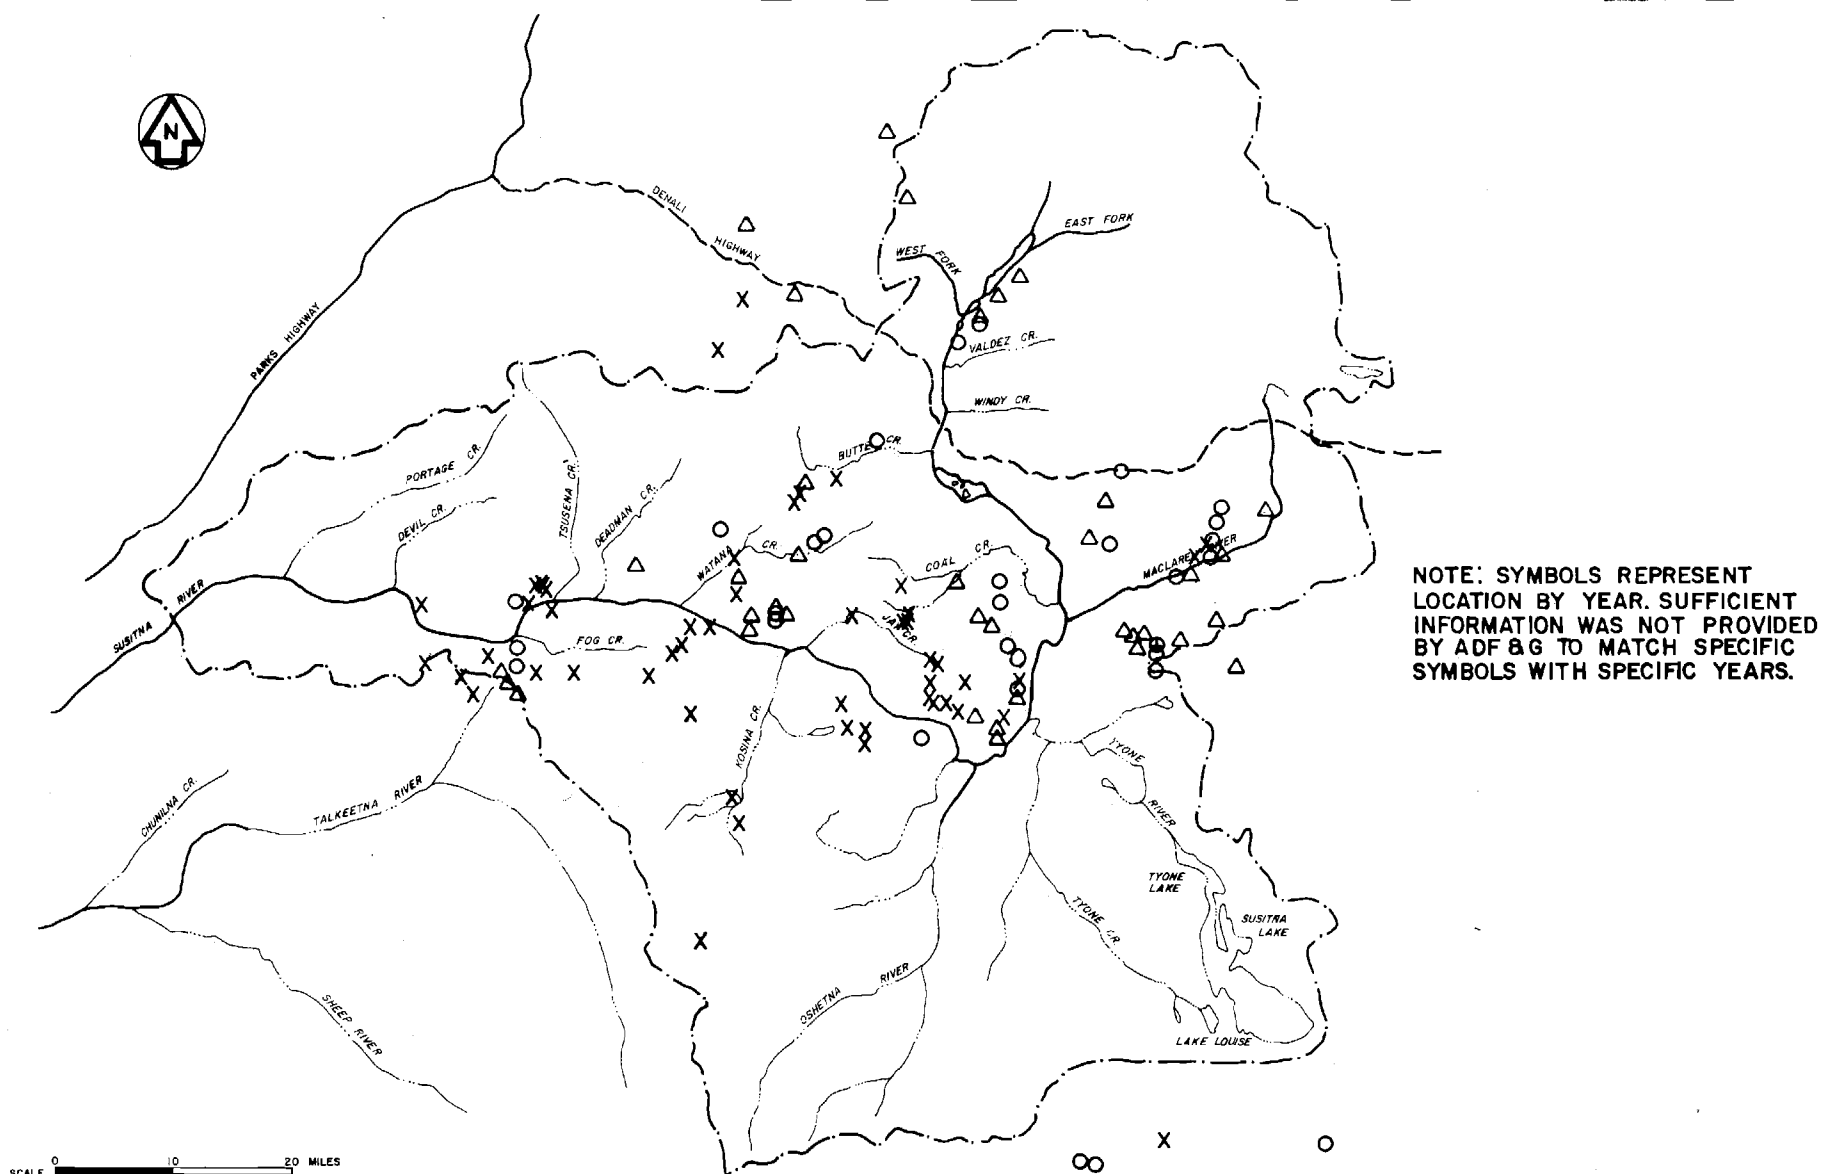 N
DENALI
HIGHWAY
PARKS HIGHWAY
WEST FORK
EAST FORK
VALDEZ CR.
WINDY CR.
BUTTE CR.
PORTAGE CR.
DEVIL CR.
TSUSENA CR.
DEADMAN CR.
WATANA CR.
COAL CR.
JAY CR.
MACLAREN RIVER
SUSITNA RIVER
FOG CR.
KOSINA CR.
TYONE
RIVER
CHUNILNA CR.
TALKEETNA RIVER
TYONE
LAKE
SUSITNA
LAKE
TYONE CR.
OSHETNA RIVER
SHEEP RIVER
LAKE LOUISE
NOTE: SYMBOLS REPRESENT
LOCATION BY YEAR. SUFFICIENT
INFORMATION WAS NOT PROVIDED
BY ADF&G TO MATCH SPECIFIC
SYMBOLS WITH SPECIFIC YEARS.
0 10 20 MILES
SCALE